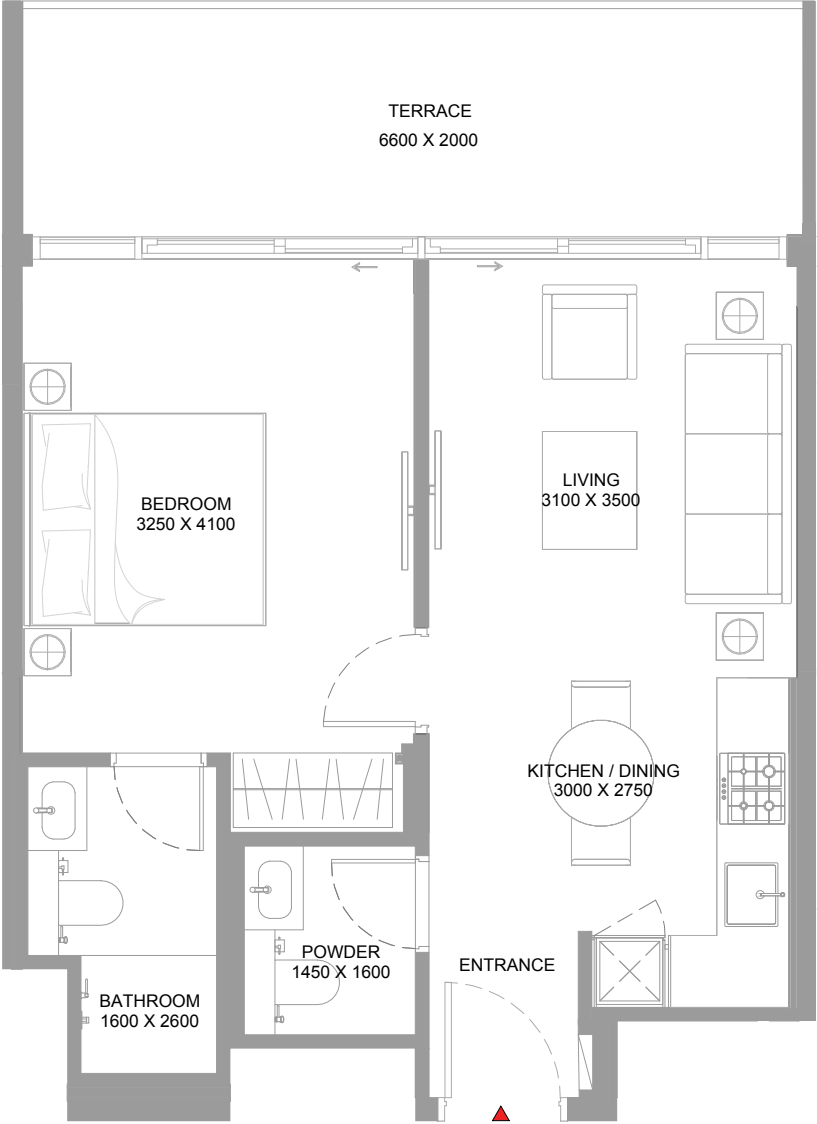 TERRACE
6600 X 2000
BEDROOM
3250 X 4100
LIVING
3100 X 3500
KITCHEN / DINING
3000 X 2750
POWDER
1450 X 1600
ENTRANCE
BATHROOM
1600 X 2600